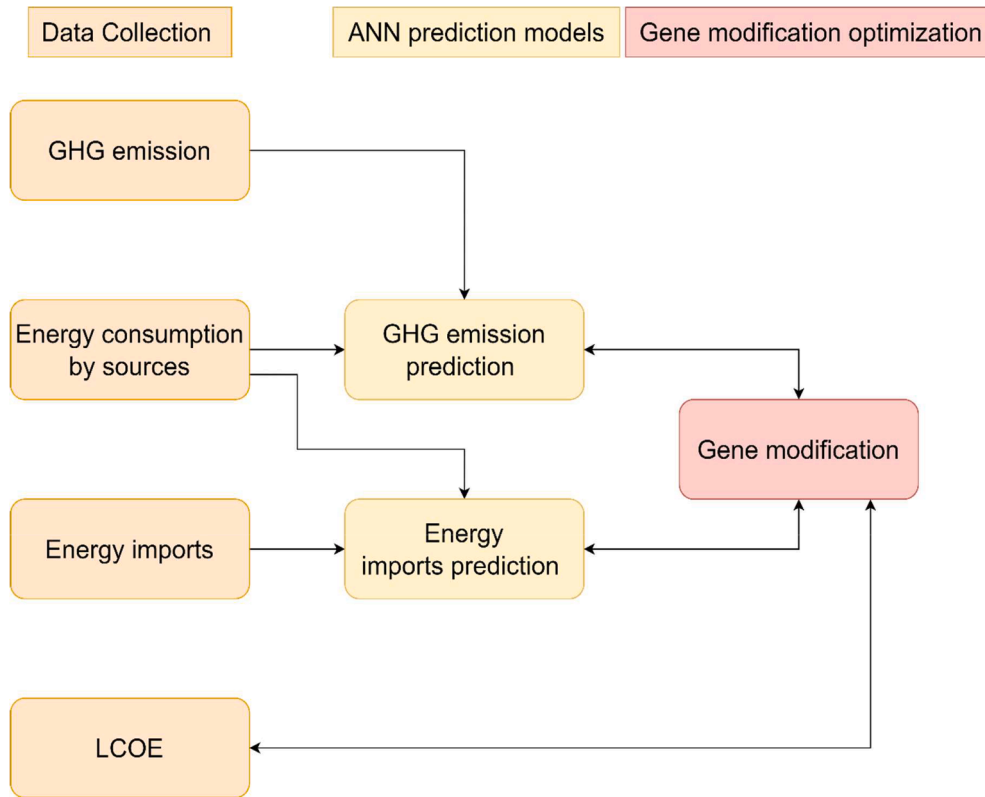 Data Collection
ANN prediction models
Gene modification optimization
GHG emission
Energy consumption
by sources
GHG emission
prediction
Gene modification
Energy imports
Energy
imports prediction
LCOE